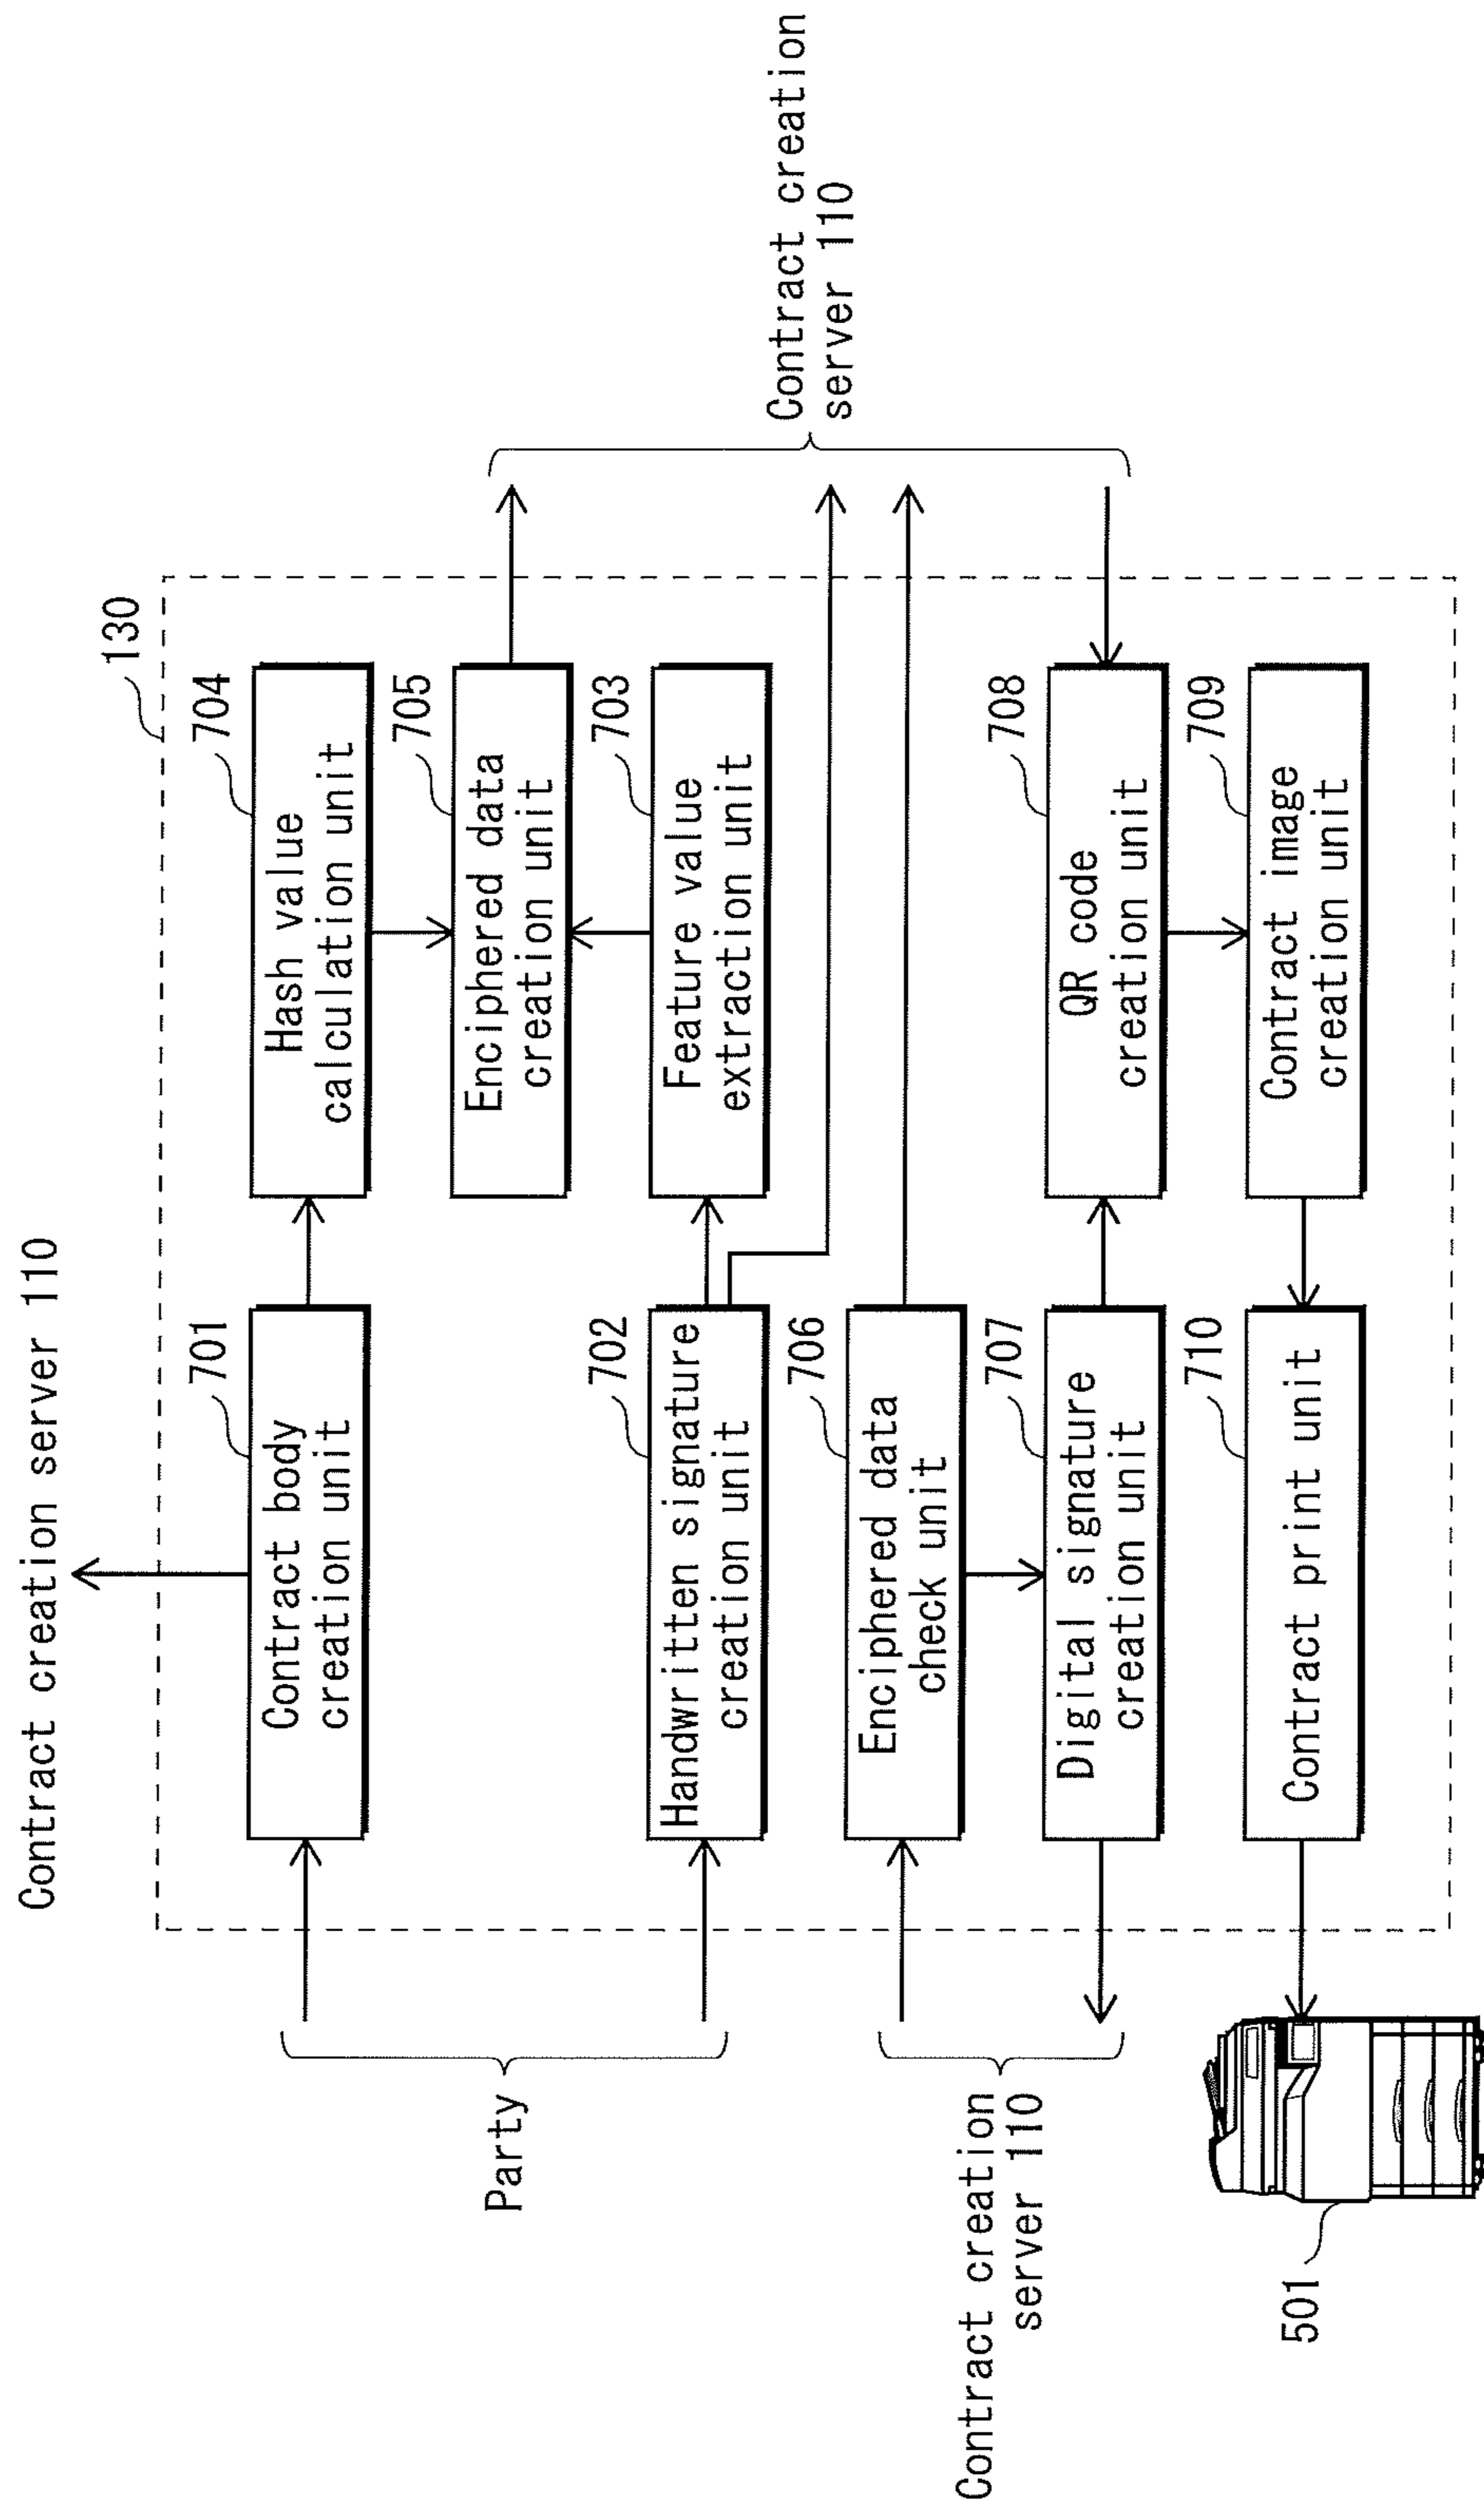 Contract creation server 110
130
701
Contract body
creation unit
704
Hash value
calculation unit
705
Enciphered data
creation unit
Party
702
Handwritten signature
creation unit
703
Feature value
extraction unit
Contract creation
server 110
706
Enciphered data
check unit
Contract creation
server 110
707
Digital signature
creation unit
708
QR code
creation unit
501
710
Contract print unit
709
Contract image
creation unit